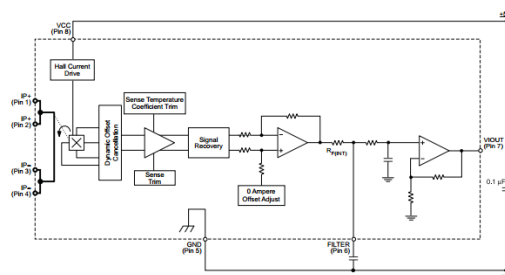 VCC
(Pin 8)
Hall Current
Drive
IP+
(Pin 1)
IP+
(Pin 2)
IP−
(Pin 3)
IP−
(Pin 4)
Dynamic Offset
Cancellation
Sense Temperature
Coefficient Trim
Sense
Trim
Signal
Recovery
0 Ampere
Offset Adjust
RF(INT)
VIOUT
(Pin 7)
0.1 µF
GND
(Pin 5)
FILTER
(Pin 6)